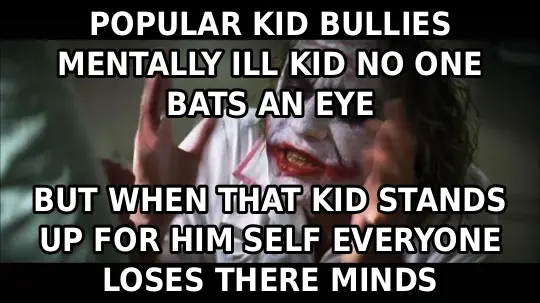 POPULAR KID BULLIES
MENTALLY ILL KID NO ONE
BATS AN EYE
BUT WHEN THAT KID STANDS
UP FOR HIM SELF EVERYONE
LOSES THERE MINDS